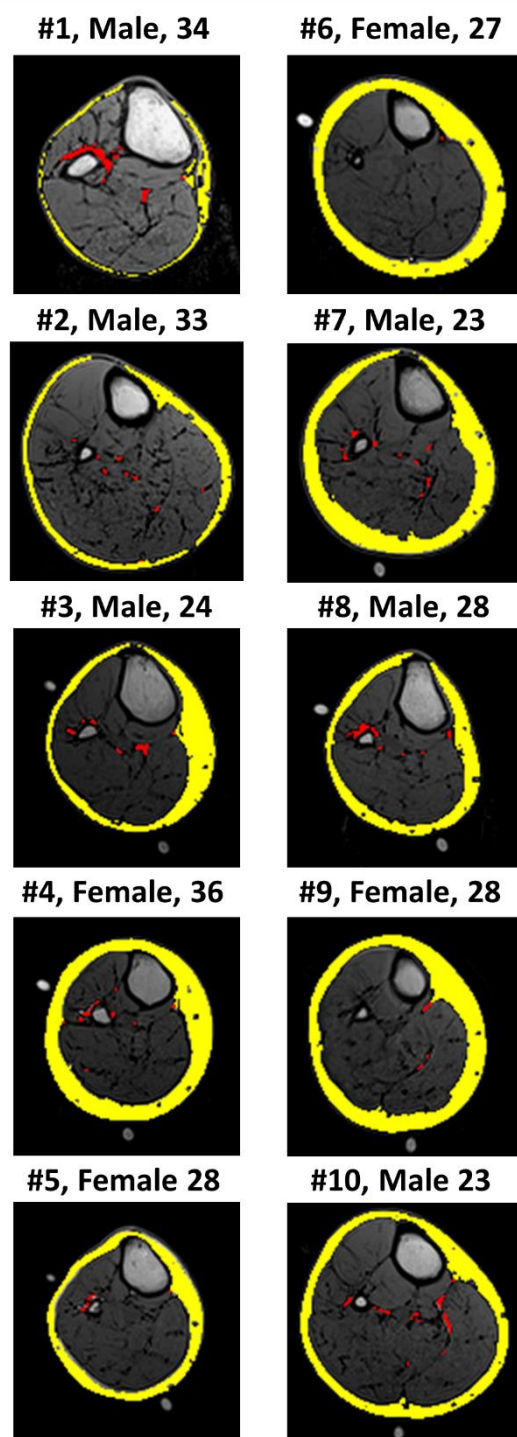 #1, Male, 34
#6, Female, 27
#2, Male, 33
#7, Male, 23
#3, Male, 24
#8, Male, 28
#4, Female, 36
#9, Female, 28
#5, Female 28
#10, Male 23